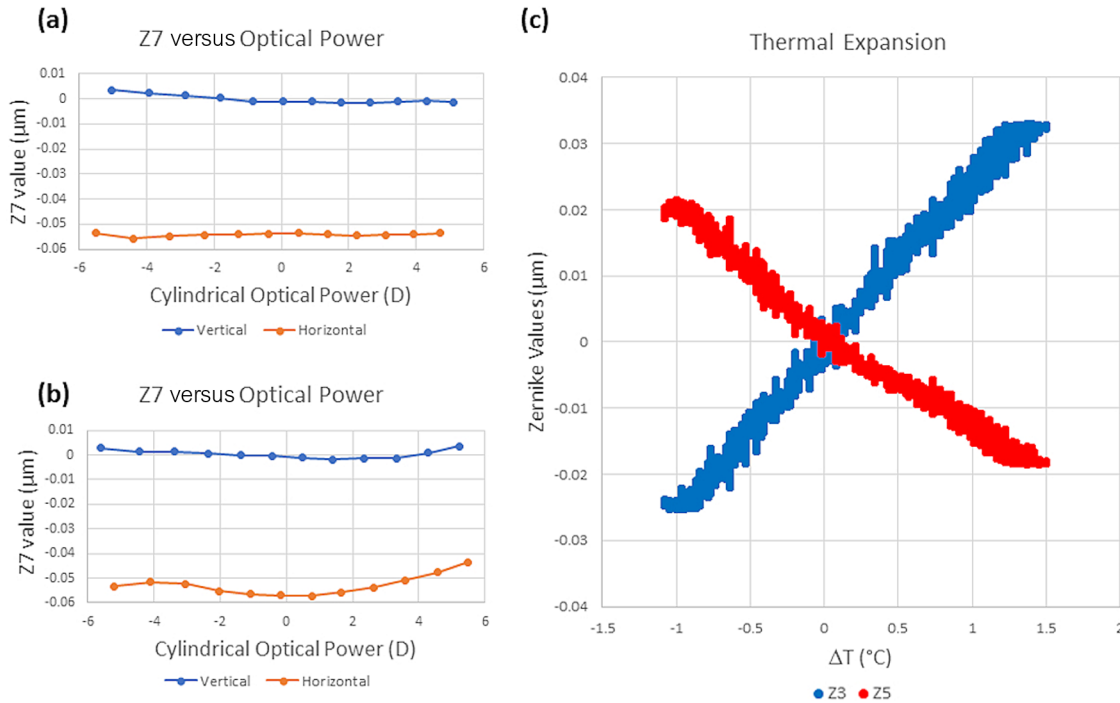 (a)
Z7 versus Optical Power
0.01
0
-0.01
-0.02
-0.03
-0.04
-0.05
-0.06
Z7 value (μm)
-6 -4 -2 0 2 4 6
Cylindrical Optical Power (D)
Vertical Horizontal
(b)
Z7 versus Optical Power
0.01
0
-0.01
-0.02
-0.03
-0.04
-0.05
-0.06
Z7 value (μm)
-6 -4 -2 0 2 4 6
Cylindrical Optical Power (D)
Vertical Horizontal
(c)
Thermal Expansion
0.04
0.03
0.02
0.01
0
-0.01
-0.02
-0.03
-0.04
Zernike Values (μm)
-1.5 -1 -0.5 0 0.5 1 1.5 2
ΔT (°C)
Z3 Z5